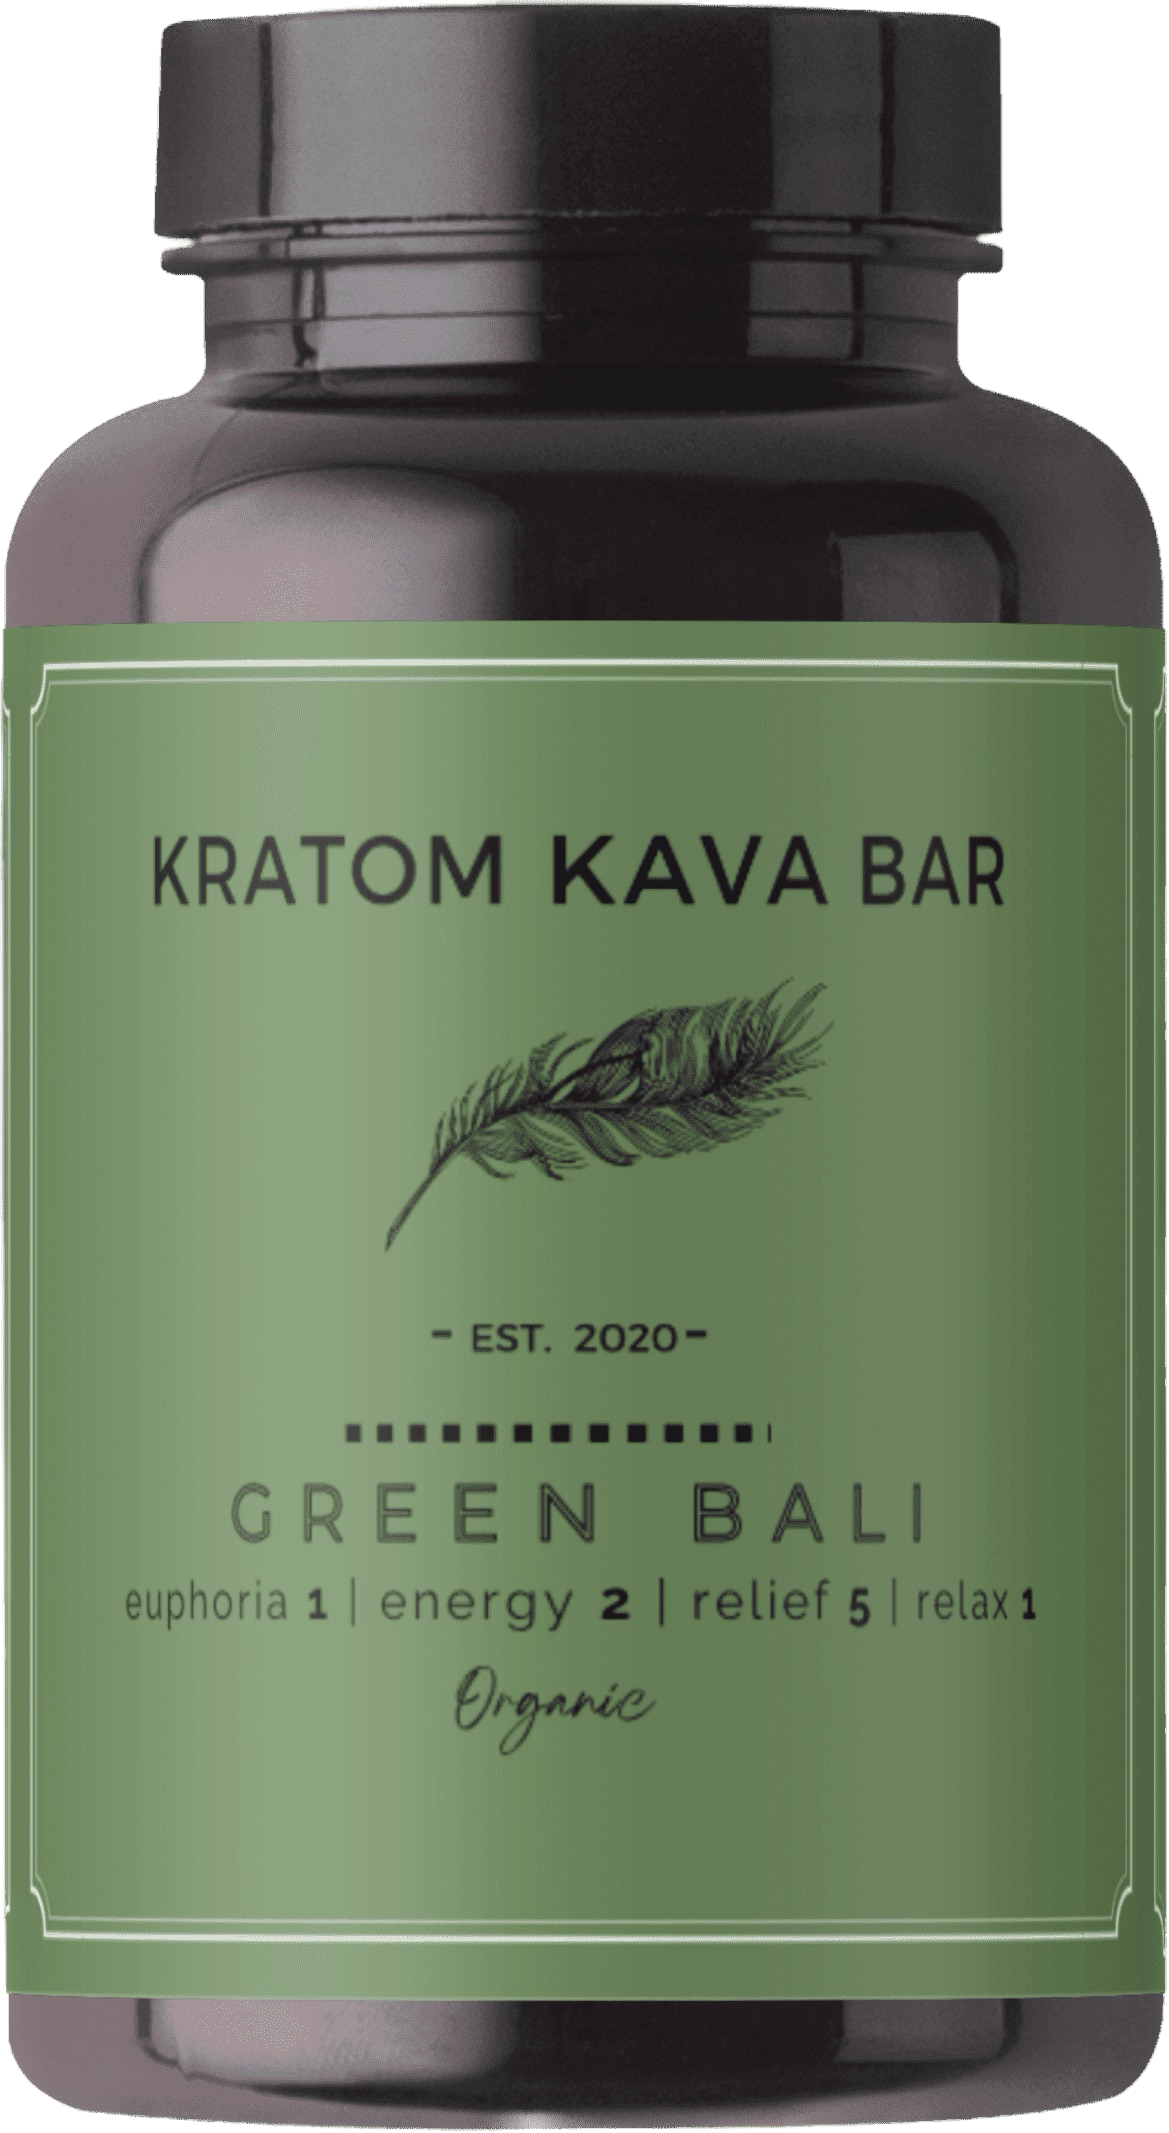 KRATOM KAVA BAR
- EST. 2020 -
GREEN BALI
euphoria 1 | energy 2 | relief 5 | relax 1
Organic